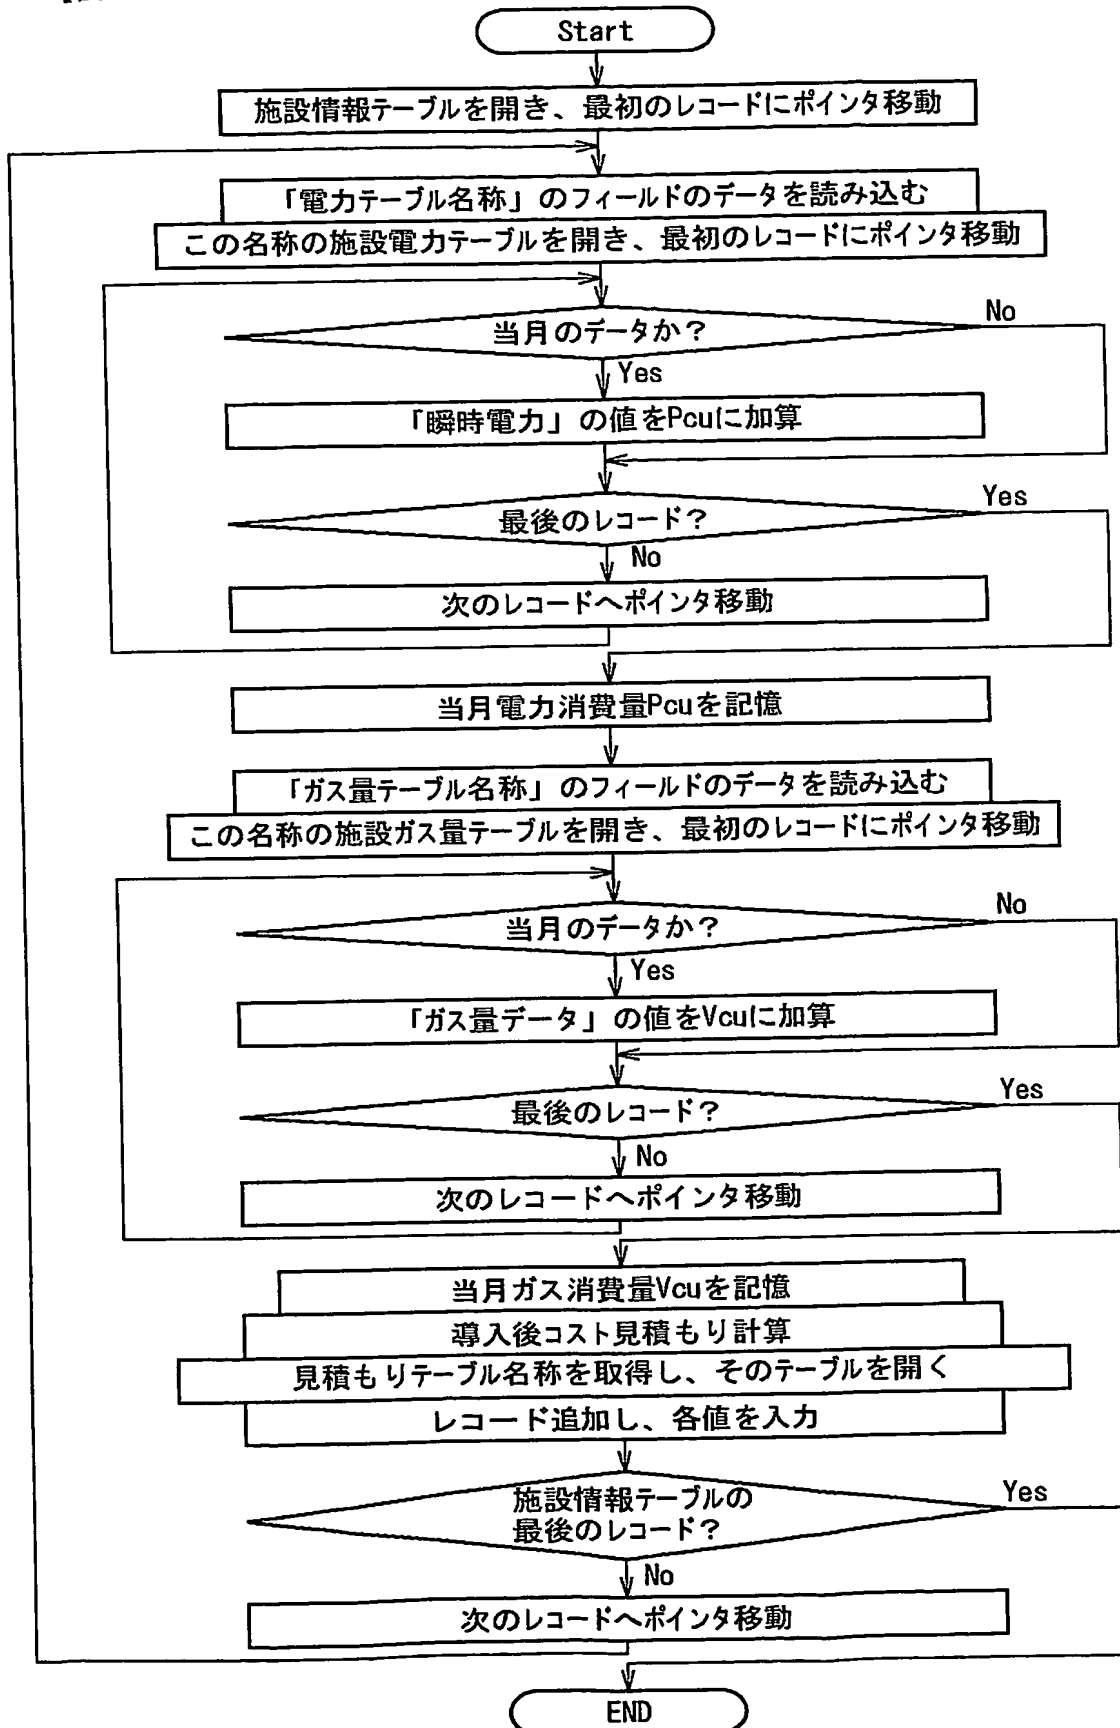 Start
施設情報テーブルを開き、最初のレコードにポインタ移動
「電力テーブル名称」のフィールドのデータを読み込む
この名称の施設電力テーブルを開き、最初のレコードにポインタ移動
当月のデータか?
No
Yes
「瞬時電力」の値をPcuに加算
最後のレコード?
Yes
No
次のレコードへポインタ移動
当月電力消費量Pcuを記憶
「ガス量テーブル名称」のフィールドのデータを読み込む
この名称の施設ガス量テーブルを開き、最初のレコードにポインタ移動
当月のデータか?
No
Yes
「ガス量データ」の値をVcuに加算
最後のレコード?
Yes
No
次のレコードへポインタ移動
当月ガス消費量Vcuを記憶
導入後コスト見積もり計算
見積もりテーブル名称を取得し、そのテーブルを開く
レコード追加し、各値を入力
施設情報テーブルの
最後のレコード?
Yes
No
次のレコードへポインタ移動
END